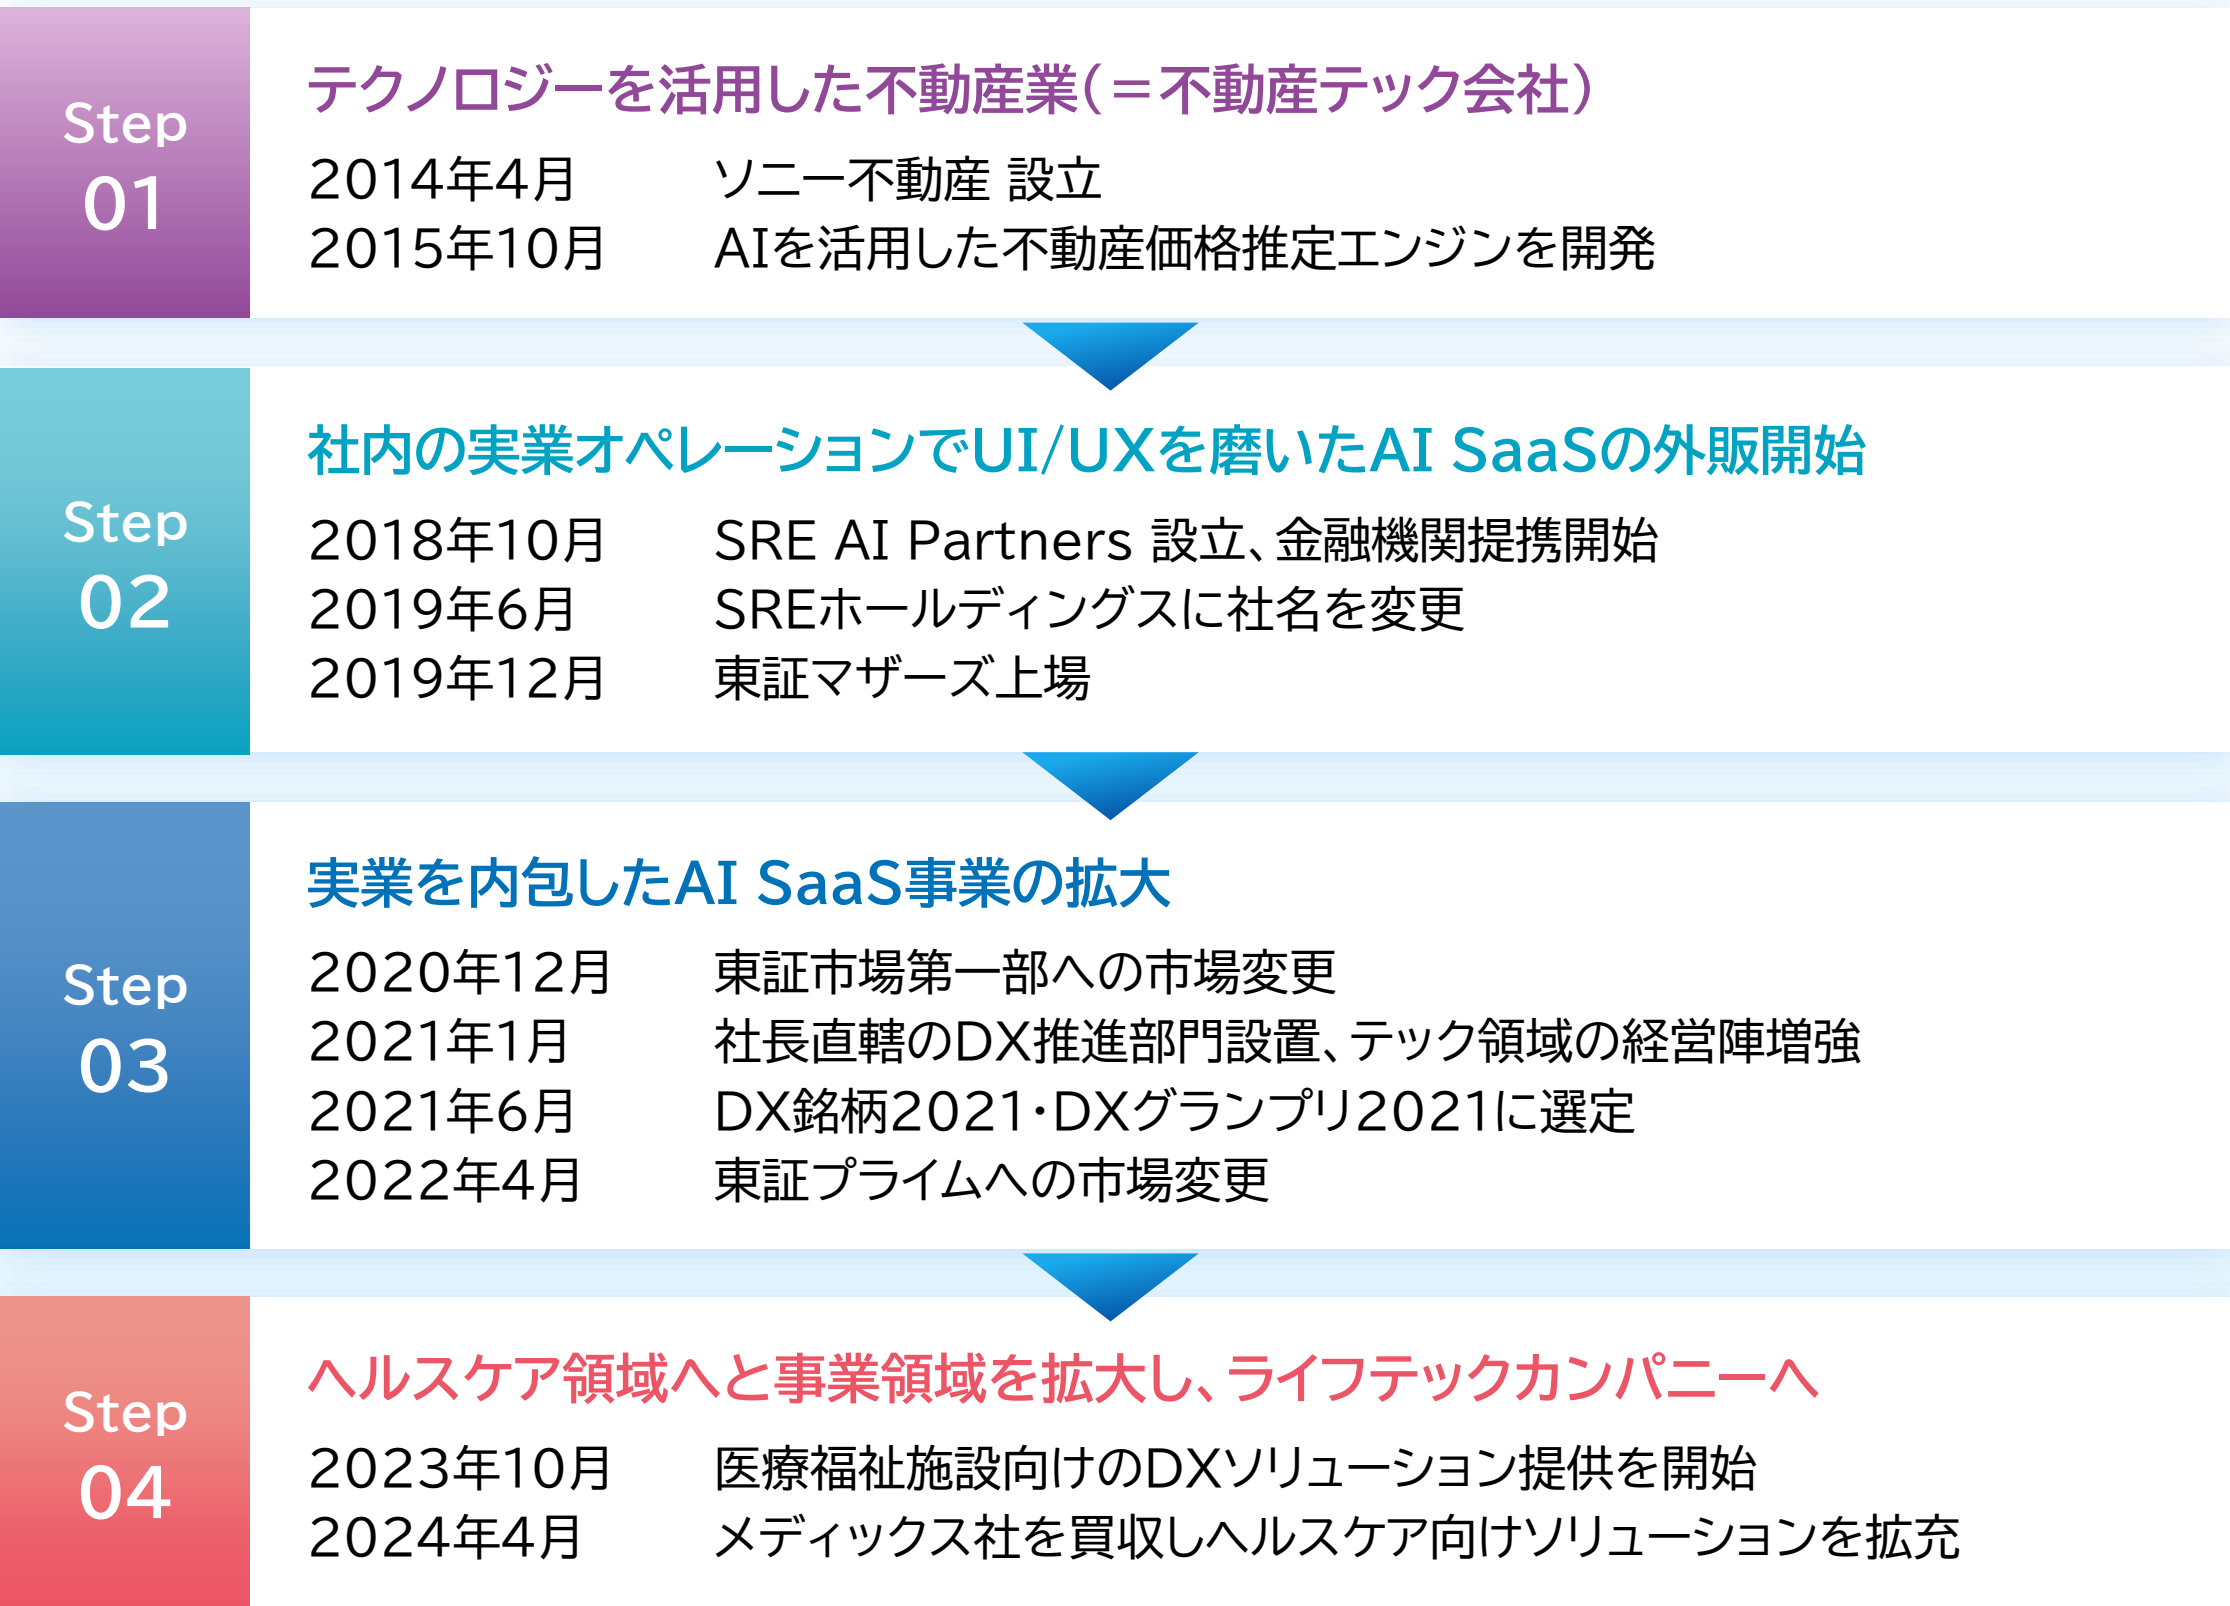 Step
01
テクノロジーを活用した不動産業(=不動産テック会社)
2014年4月 ソニー不動産 設立
2015年10月 AIを活用した不動産価格推定エンジンを開発
Step
02
社内の実業オペレーションでUI/UXを磨いたAI SaaSの外販開始
2018年10月 SRE AI Partners 設立、金融機関提携開始
2019年6月 SREホールディングスに社名を変更
2019年12月 東証マザーズ上場
Step
03
実業を内包したAI SaaS事業の拡大
2020年12月 東証市場第一部への市場変更
2021年1月 社長直轄のDX推進部門設置、テック領域の経営陣増強
2021年6月 DX銘柄2021・DXグランプリ2021に選定
2022年4月 東証プライムへの市場変更
Step
04
ヘルスケア領域へと事業領域を拡大し、ライフテックカンパニーへ
2023年10月 医療福祉施設向けのDXソリューション提供を開始
2024年4月 メディックス社を買収しヘルスケア向けソリューションを拡充